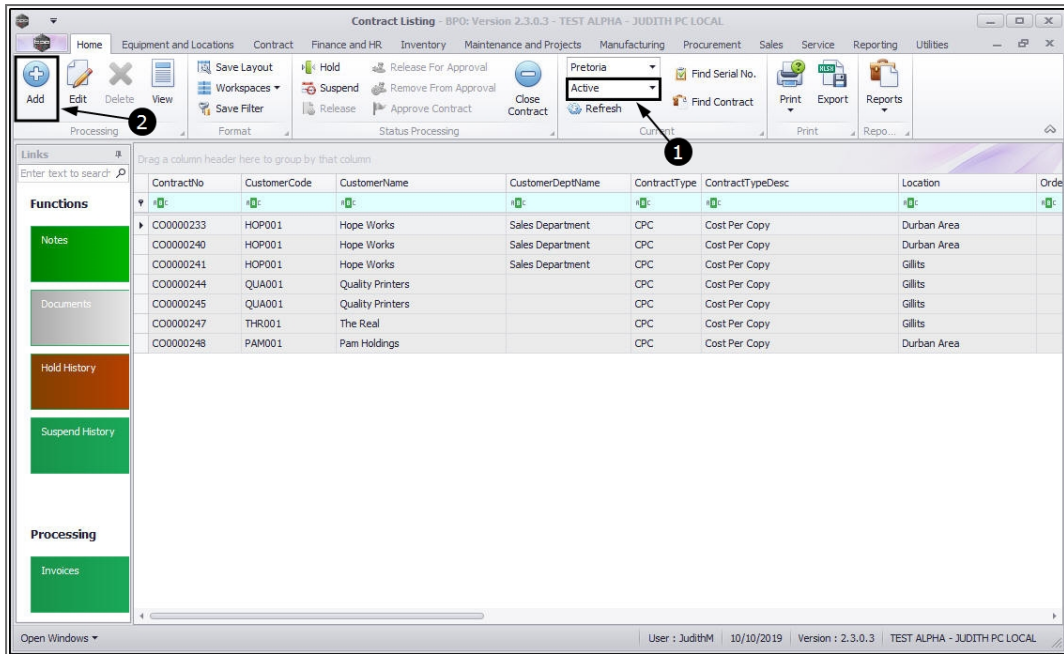 Contract Listing - BPO: Version 2.3.0.3 - TEST ALPHA - JUDITH PC LOCAL
Home Equipment and Locations Contract Finance and HR Inventory Maintenance and Projects Manufacturing Procurement Sales Service Reporting Utilities
Add Edit Delete View
Save Layout
Workspaces
Save Filter
Hold
Suspend
Release
Release For Approval
Remove From Approval
Approve Contract
Close Contract
Pretoria
Active
Refresh
Find Serial No.
Find Contract
Print Export Reports
Processing Format Status Processing Current Print Repo...
2
1
Links
Enter text to search
Drag a column header here to group by that column
ContractNo CustomerCode CustomerName CustomerDeptName ContractType ContractTypeDesc Location Orde
CO0000233 HOP001 Hope Works Sales Department CPC Cost Per Copy Durban Area
CO0000240 HOP001 Hope Works Sales Department CPC Cost Per Copy Durban Area
CO0000241 HOP001 Hope Works Sales Department CPC Cost Per Copy Gillits
CO0000244 QUA001 Quality Printers CPC Cost Per Copy Gillits
CO0000245 QUA001 Quality Printers CPC Cost Per Copy Gillits
CO0000247 THR001 The Real CPC Cost Per Copy Gillits
CO0000248 PAM001 Pam Holdings CPC Cost Per Copy Durban Area
Functions
Notes
Documents
Hold History
Suspend History
Processing
Invoices
Open Windows
User : JudithM 10/10/2019 Version : 2.3.0.3 TEST ALPHA - JUDITH PC LOCAL